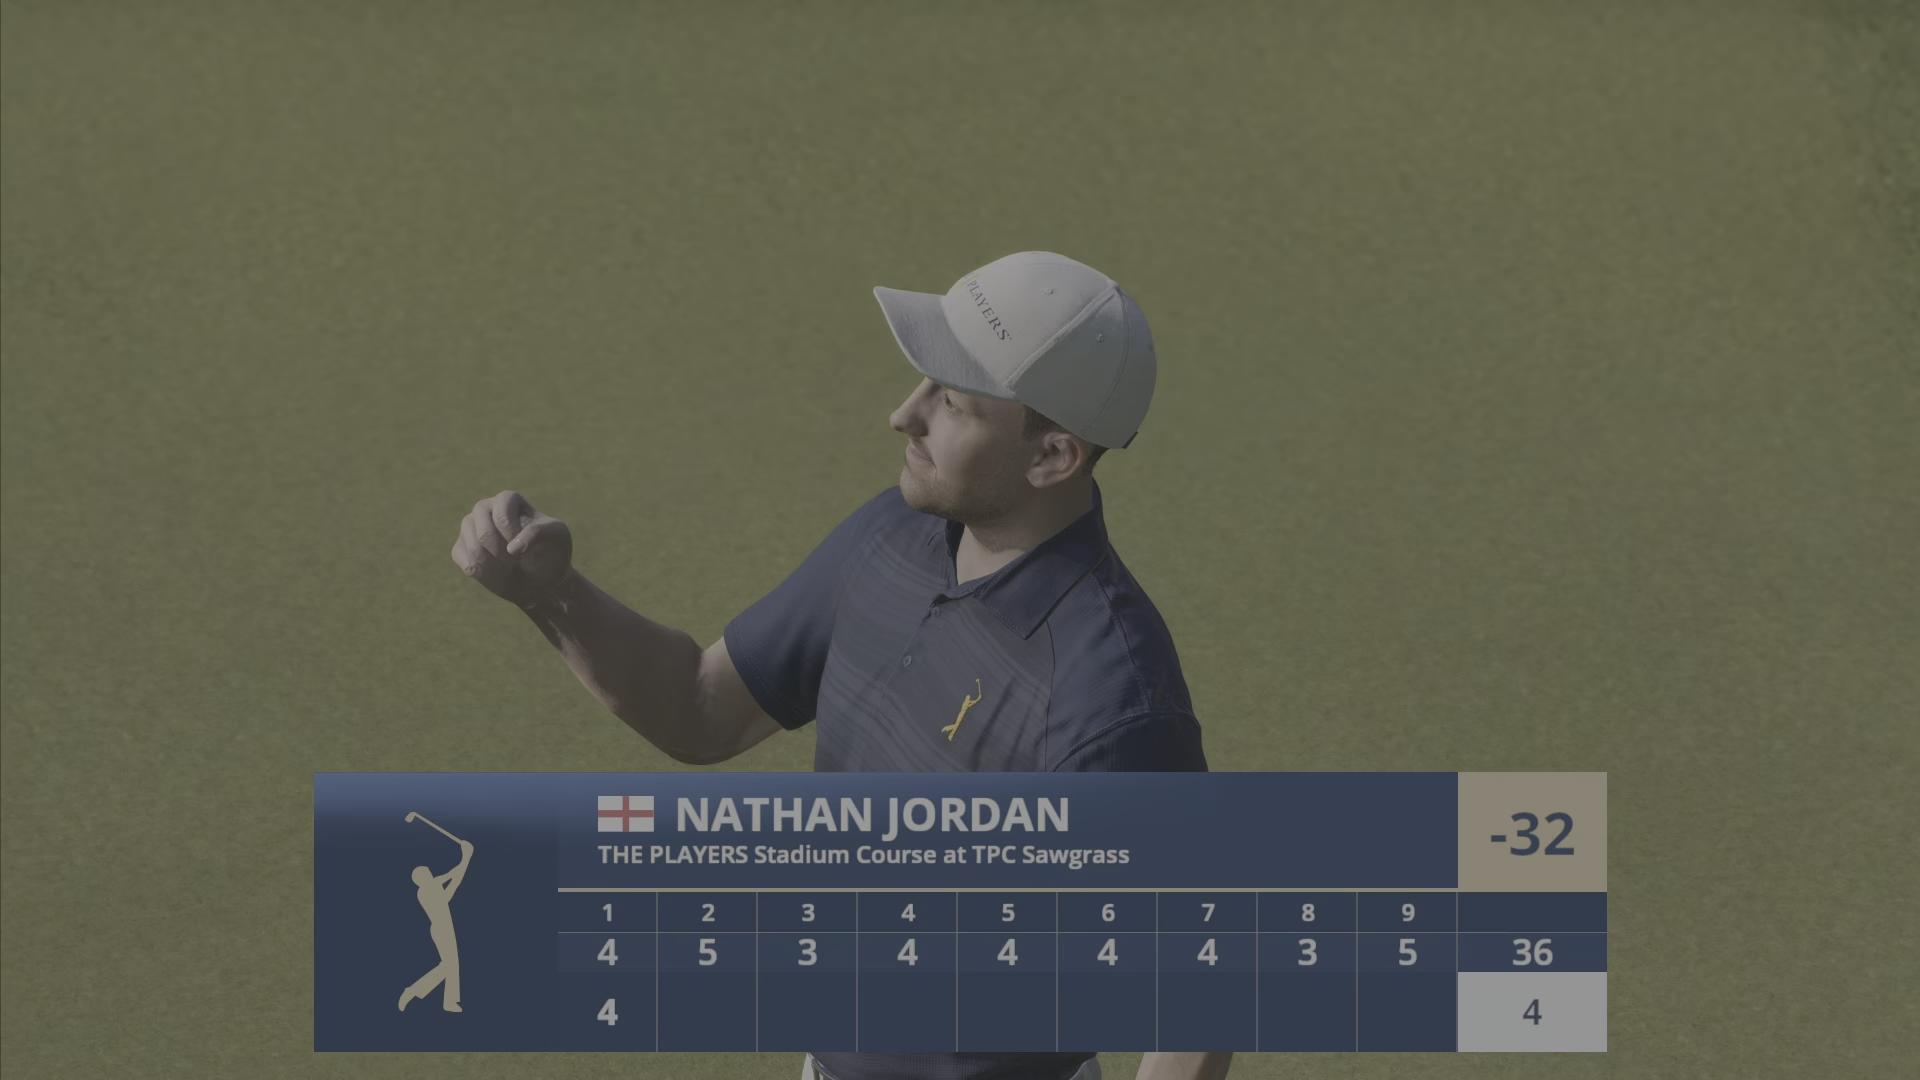 PLAYERS
NATHAN JORDAN
THE PLAYERS Stadium Course at TPC Sawgrass
-32
1 2 3 4 5 6 7 8 9
4 5 3 4 4 4 4 3 5 36
4 4